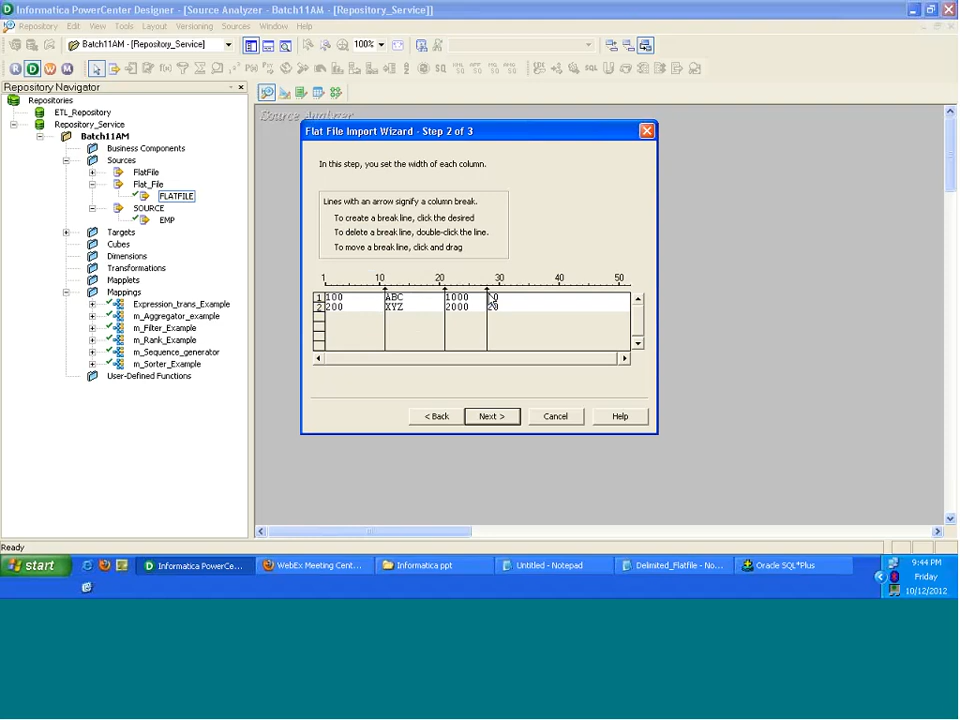 Informatica PowerCenter Designer - [Source Analyzer - Batch11AM - [Repository_Service]]
Repository Edit View Tools Layout Versioning Sources Window Help
Batch11AM - [Repository_Service] 100%
R D W M
Repository Navigator
Repositories
ETL_Repository
Repository_Service
Batch11AM
Business Components
Sources
FlatFile
Flat_File
FLATFILE
SOURCE
EMP
Targets
Cubes
Dimensions
Transformations
Mapplets
Mappings
Expression_trans_Example
m_Aggregator_example
m_Filter_Example
m_Rank_Example
m_Sequence_generator
m_Sorter_Example
User-Defined Functions
Source Analyzer
Flat File Import Wizard - Step 2 of 3
In this step, you set the width of each column.
Lines with an arrow signify a column break.
To create a break line, click the desired
To delete a break line, double-click the line.
To move a break line, click and drag
1 10 20 30 40 50
1 100 ABC 1000
2 200 XYZ 2000 20
< Back Next > Cancel Help
Ready
start Informatica PowerCe... WebEx Meeting Cent... Informatica ppt Untitled - Notepad Delimited_Flatfile - No... Oracle SQL*Plus
9:44 PM
Friday
10/12/2012